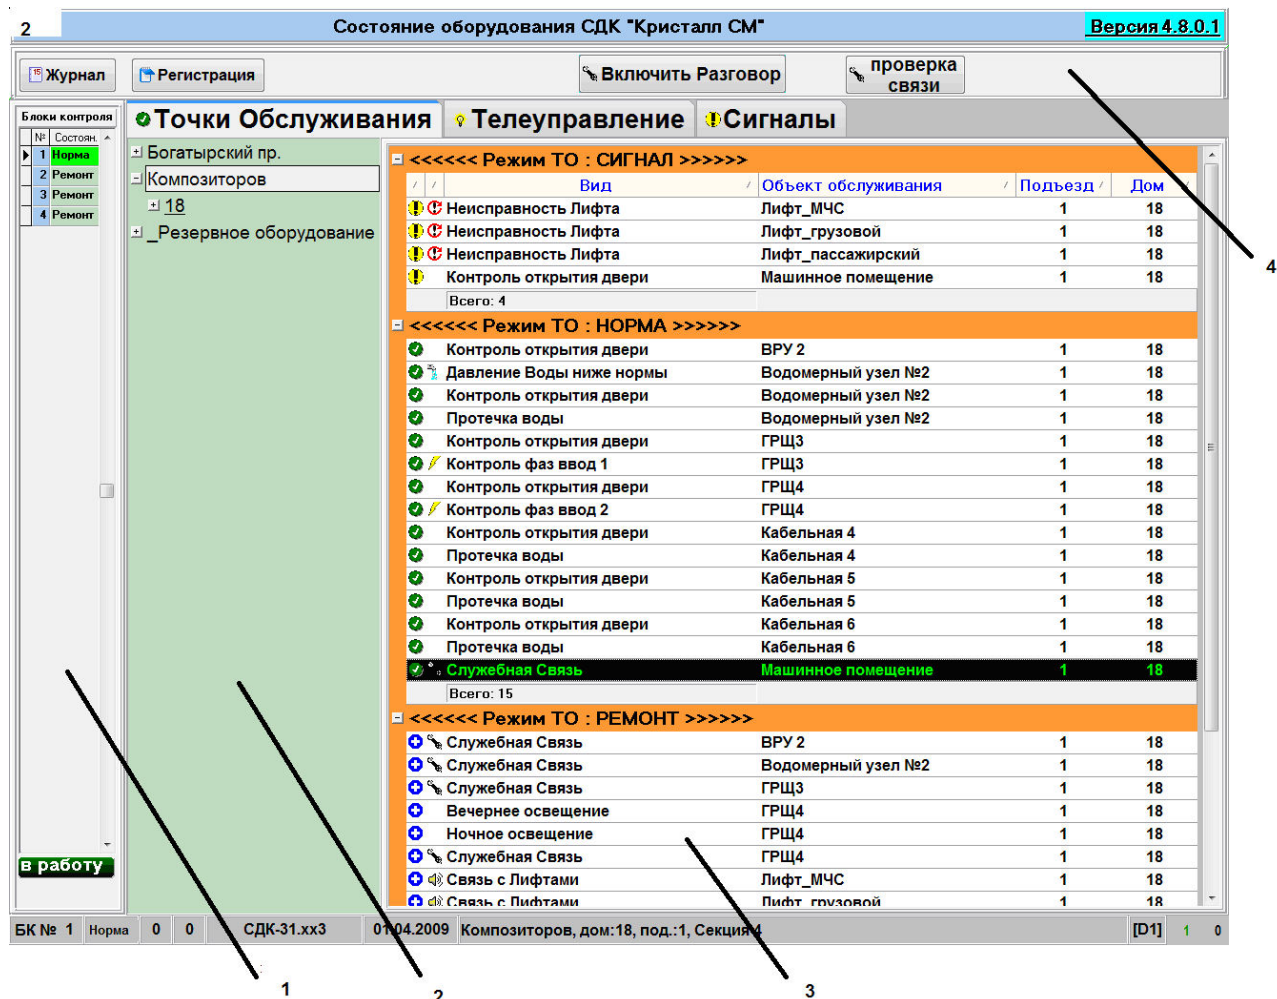 2
Состояние оборудования СДК "Кристалл СМ"
Версия 4.8.0.1
Журнал
Регистрация
Включить Разговор
проверка
связи
Блоки контроля
№ Состоян.
1 Норма
2 Ремонт
3 Ремонт
4 Ремонт
в работу
Точки Обслуживания
Телеуправление
Сигналы
Богатырский пр.
Композиторов
18
_Резервное оборудование
<<<<<< Режим ТО : СИГНАЛ >>>>>>
Вид Объект обслуживания Подъезд Дом
Неисправность Лифта Лифт_МЧС 1 18
Неисправность Лифта Лифт_грузовой 1 18
Неисправность Лифта Лифт_пассажирский 1 18
Контроль открытия двери Машинное помещение 1 18
Всего: 4
<<<<<< Режим ТО : НОРМА >>>>>>
Контроль открытия двери ВРУ 2 1 18
Давление Воды ниже нормы Водомерный узел №2 1 18
Контроль открытия двери Водомерный узел №2 1 18
Протечка воды Водомерный узел №2 1 18
Контроль открытия двери ГРЩ3 1 18
Контроль фаз ввод 1 ГРЩ3 1 18
Контроль открытия двери ГРЩ4 1 18
Контроль фаз ввод 2 ГРЩ4 1 18
Контроль открытия двери Кабельная 4 1 18
Протечка воды Кабельная 4 1 18
Контроль открытия двери Кабельная 5 1 18
Протечка воды Кабельная 5 1 18
Контроль открытия двери Кабельная 6 1 18
Протечка воды Кабельная 6 1 18
Служебная Связь Машинное помещение 1 18
Всего: 15
<<<<<< Режим ТО : РЕМОНТ >>>>>>
Служебная Связь ВРУ 2 1 18
Служебная Связь Водомерный узел №2 1 18
Служебная Связь ГРЩ3 1 18
Вечернее освещение ГРЩ4 1 18
Ночное освещение ГРЩ4 1 18
Служебная Связь ГРЩ4 1 18
Связь с Лифтами Лифт_МЧС 1 18
Связь с Лифтами Лифт_грузовой 1 18
БК № 1 Норма 0 0 СДК-31.хх3 01.04.2009 Композиторов, дом:18, под.:1, Секция 4 [D1] 1 0
1
2
3
4